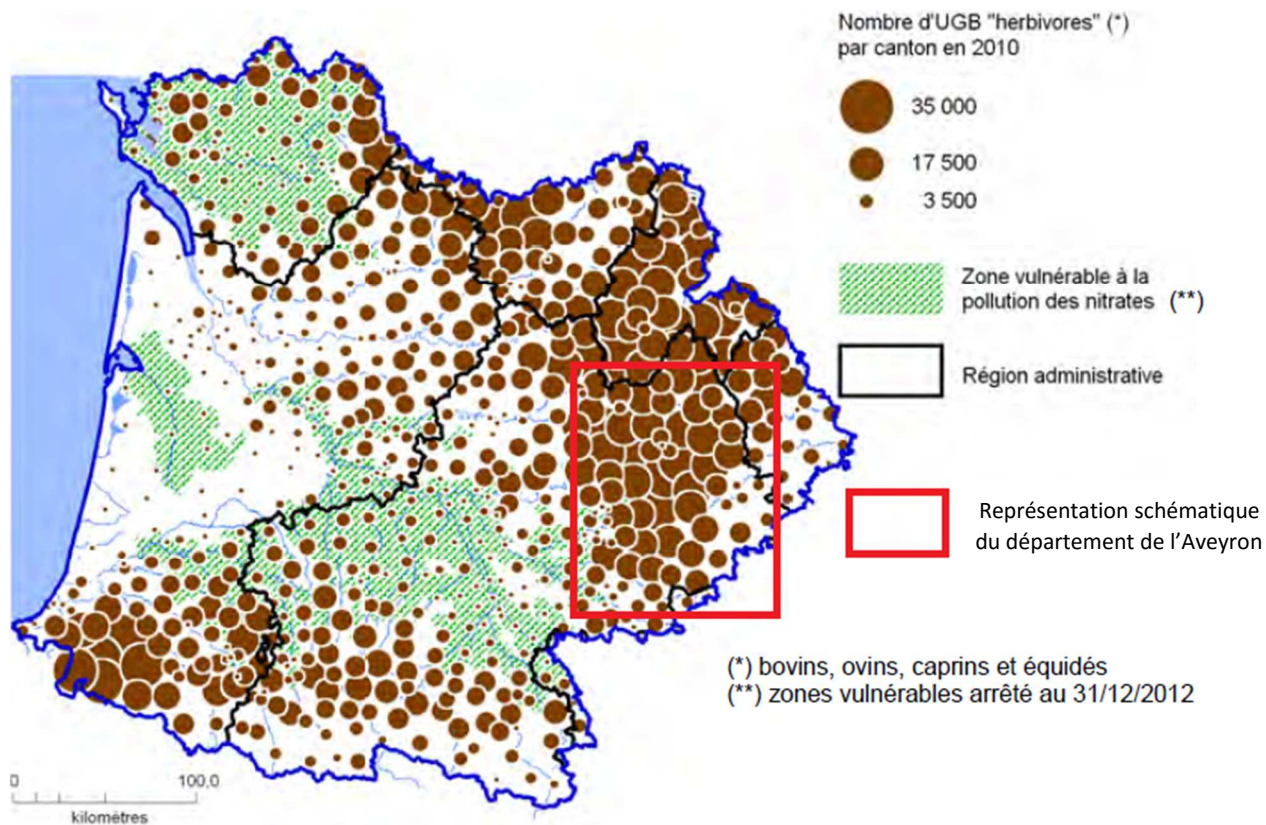 Nombre d'UGB "herbivores" (*)
par canton en 2010
35 000
17 500
3 500
Zone vulnérable à la
pollution des nitrates (**)
Région administrative
Représentation schématique
du département de l'Aveyron
(*) bovins, ovins, caprins et équidés
(**) zones vulnérables arrêté au 31/12/2012
0 100,0
kilomètres